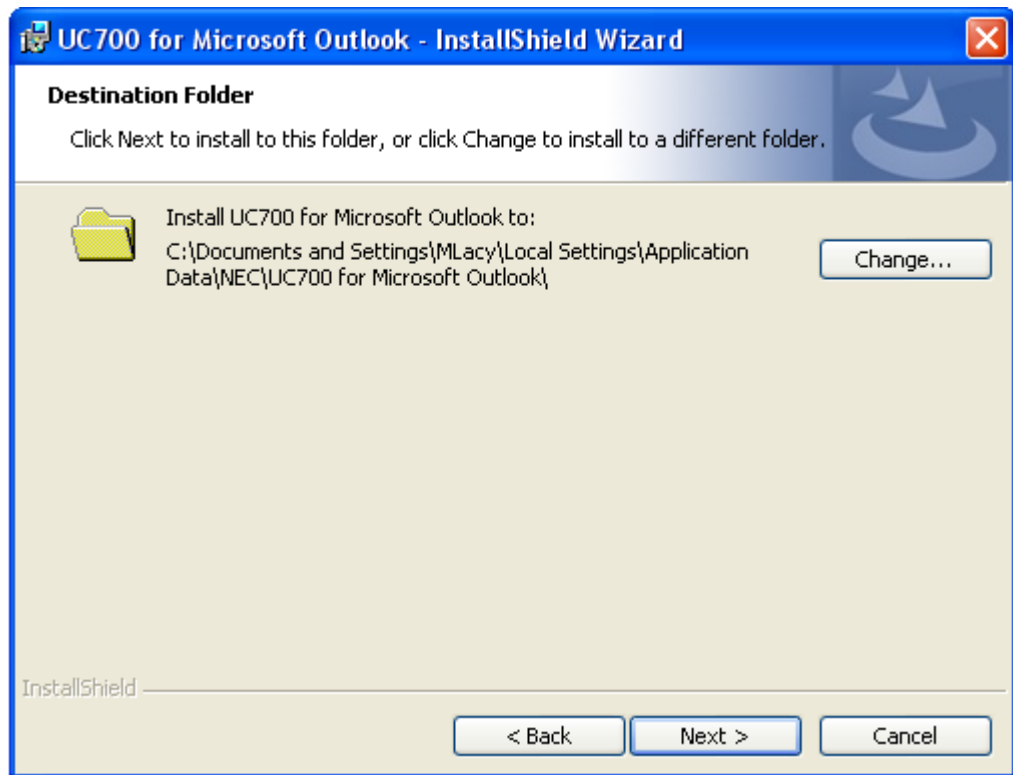 UC700 for Microsoft Outlook - InstallShield Wizard
Destination Folder
Click Next to install to this folder, or click Change to install to a different folder.
Install UC700 for Microsoft Outlook to:
C:\Documents and Settings\MLacy\Local Settings\Application
Data\NEC\UC700 for Microsoft Outlook\
Change...
InstallShield
< Back
Next >
Cancel